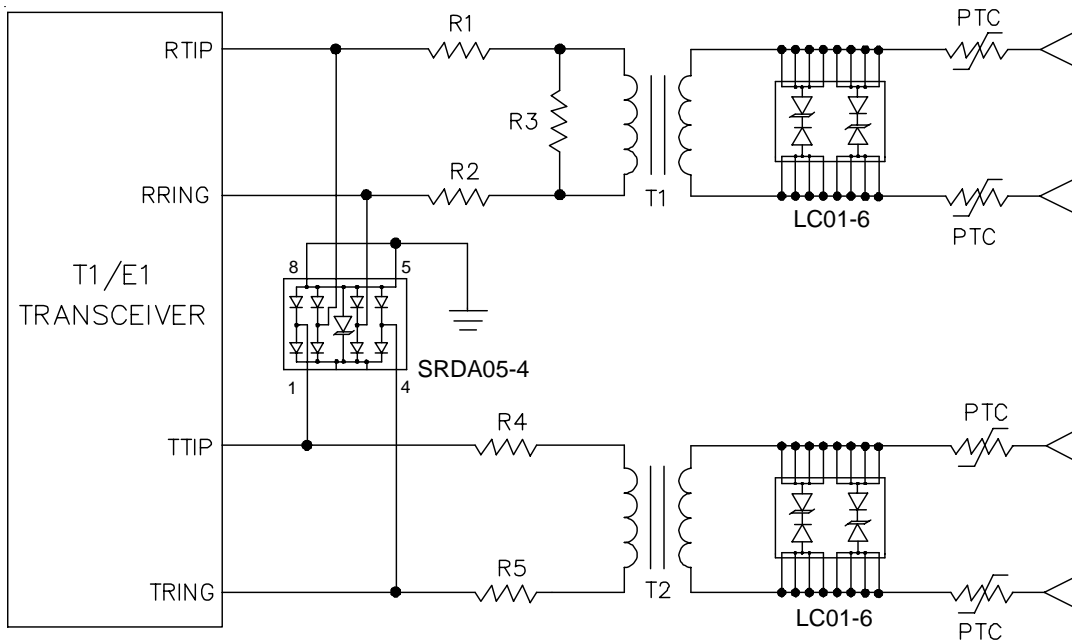 PTC
RTIP
R1
R3
RRING
R2
T1
LC01-6
PTC
8
5
T1/E1
TRANSCEIVER
SRDA05-4
1
4
PTC
TTIP
R4
TRING
R5
T2
LC01-6
PTC